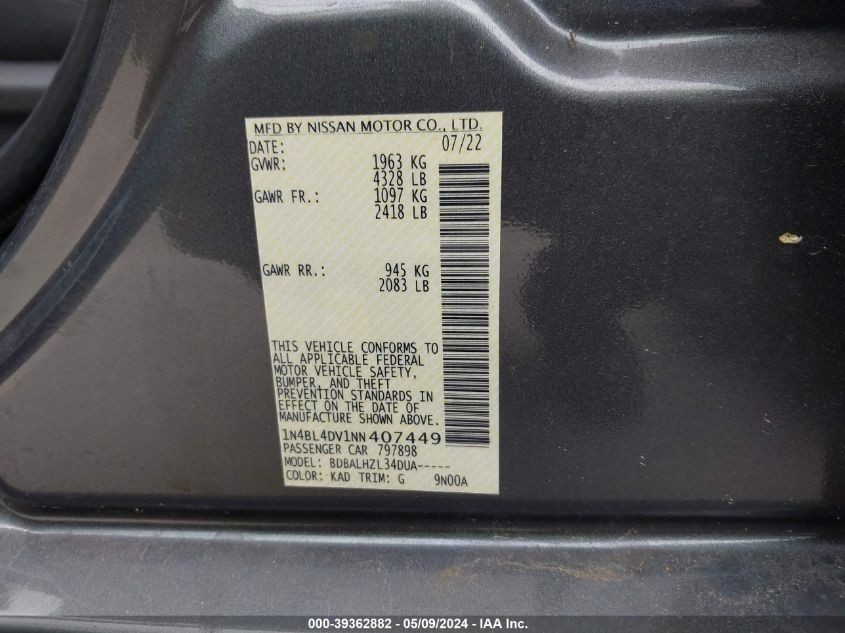 MFD BY NISSAN MOTOR CO., LTD.
DATE: 07/22
GVWR: 1963 KG
4328 LB
GAWR FR.: 1097 KG
2418 LB
GAWR RR.: 945 KG
2083 LB
THIS VEHICLE CONFORMS TO
ALL APPLICABLE FEDERAL
MOTOR VEHICLE SAFETY,
BUMPER, AND THEFT
PREVENTION STANDARDS IN
EFFECT ON THE DATE OF
MANUFACTURE SHOWN ABOVE.
1N4BL4DV1NN407449
PASSENGER CAR 797898
MODEL: BDBALHZL34DUA-----
COLOR: KAD TRIM: G 9N00A
000-39362882 - 05/09/2024 - IAA Inc.